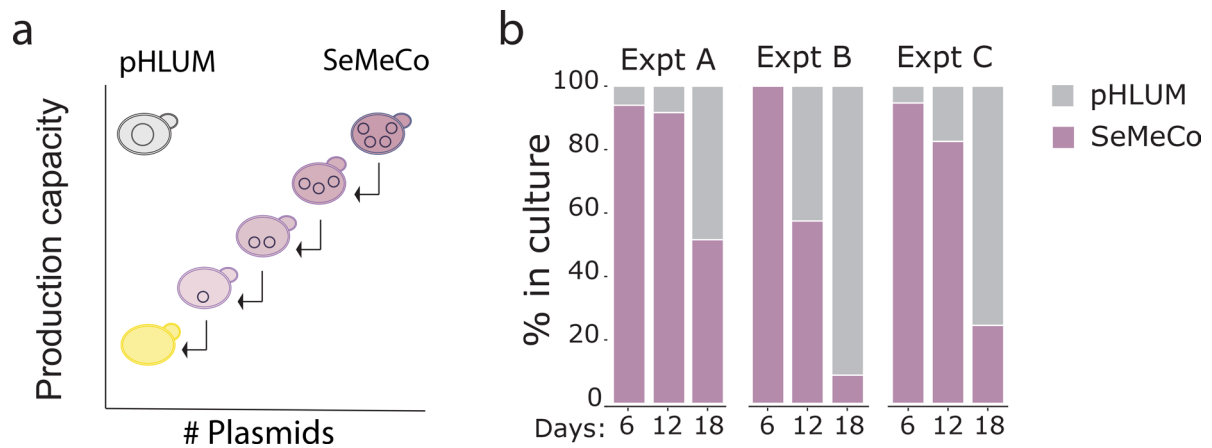 a
pHLUM SeMeCo
Production capacity
# Plasmids
b
Expt A Expt B Expt C
% in culture
100
80
60
40
20
0
Days: 6 12 18 6 12 18 6 12 18
pHLUM
SeMeCo